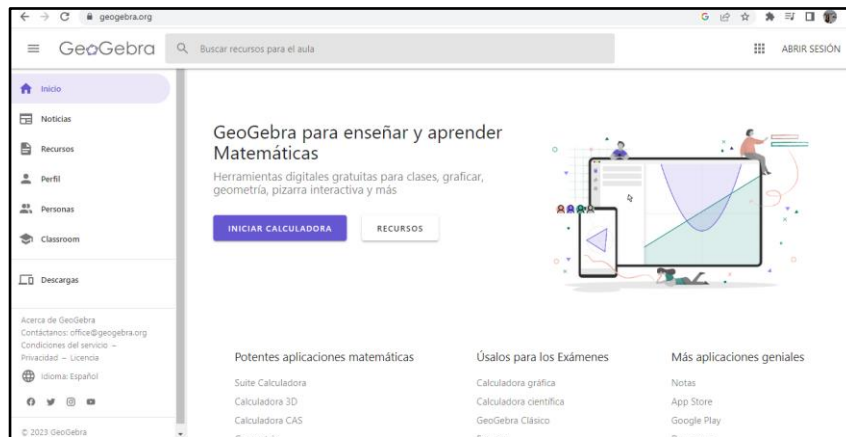 geogebra.org
GeoGebra
Buscar recursos para el aula
ABRIR SESIÓN
Inicio
Noticias
Recursos
Perfil
Personas
Classroom
Descargas
Acerca de GeoGebra
Contáctanos: office@geogebra.org
Condiciones del servicio –
Privacidad – Licencia
Idioma: Español
© 2023 GeoGebra
GeoGebra para enseñar y aprender
Matemáticas
Herramientas digitales gratuitas para clases, graficar,
geometría, pizarra interactiva y más
INICIAR CALCULADORA
RECURSOS
Potentes aplicaciones matemáticas
Suite Calculadora
Calculadora 3D
Calculadora CAS
Úsalos para los Exámenes
Calculadora gráfica
Calculadora científica
GeoGebra Clásico
Más aplicaciones geniales
Notas
App Store
Google Play